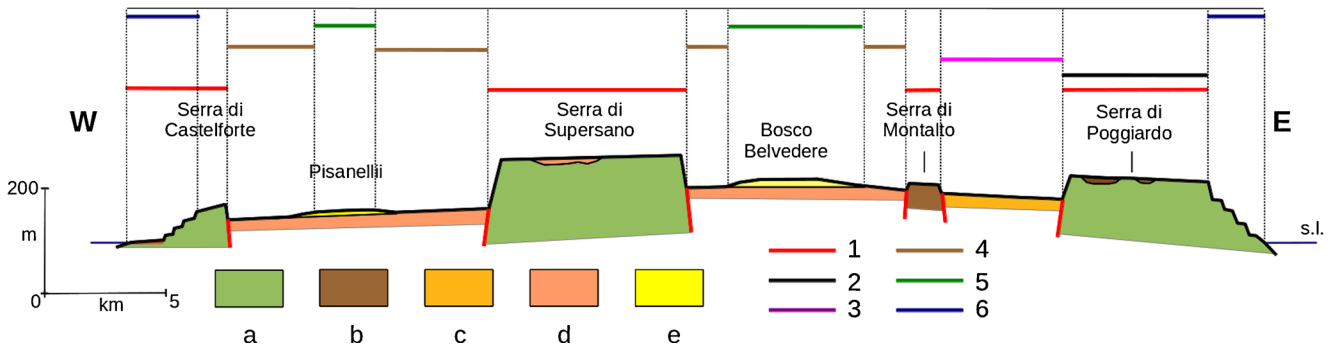 W
E
Serra di
Castelforte
Pisanellii
Serra di
Supersano
Bosco
Belvedere
Serra di
Montalto
Serra di
Poggiardo
200
m
0
km
5
s.l.
a
b
c
d
e
1
2
3
4
5
6